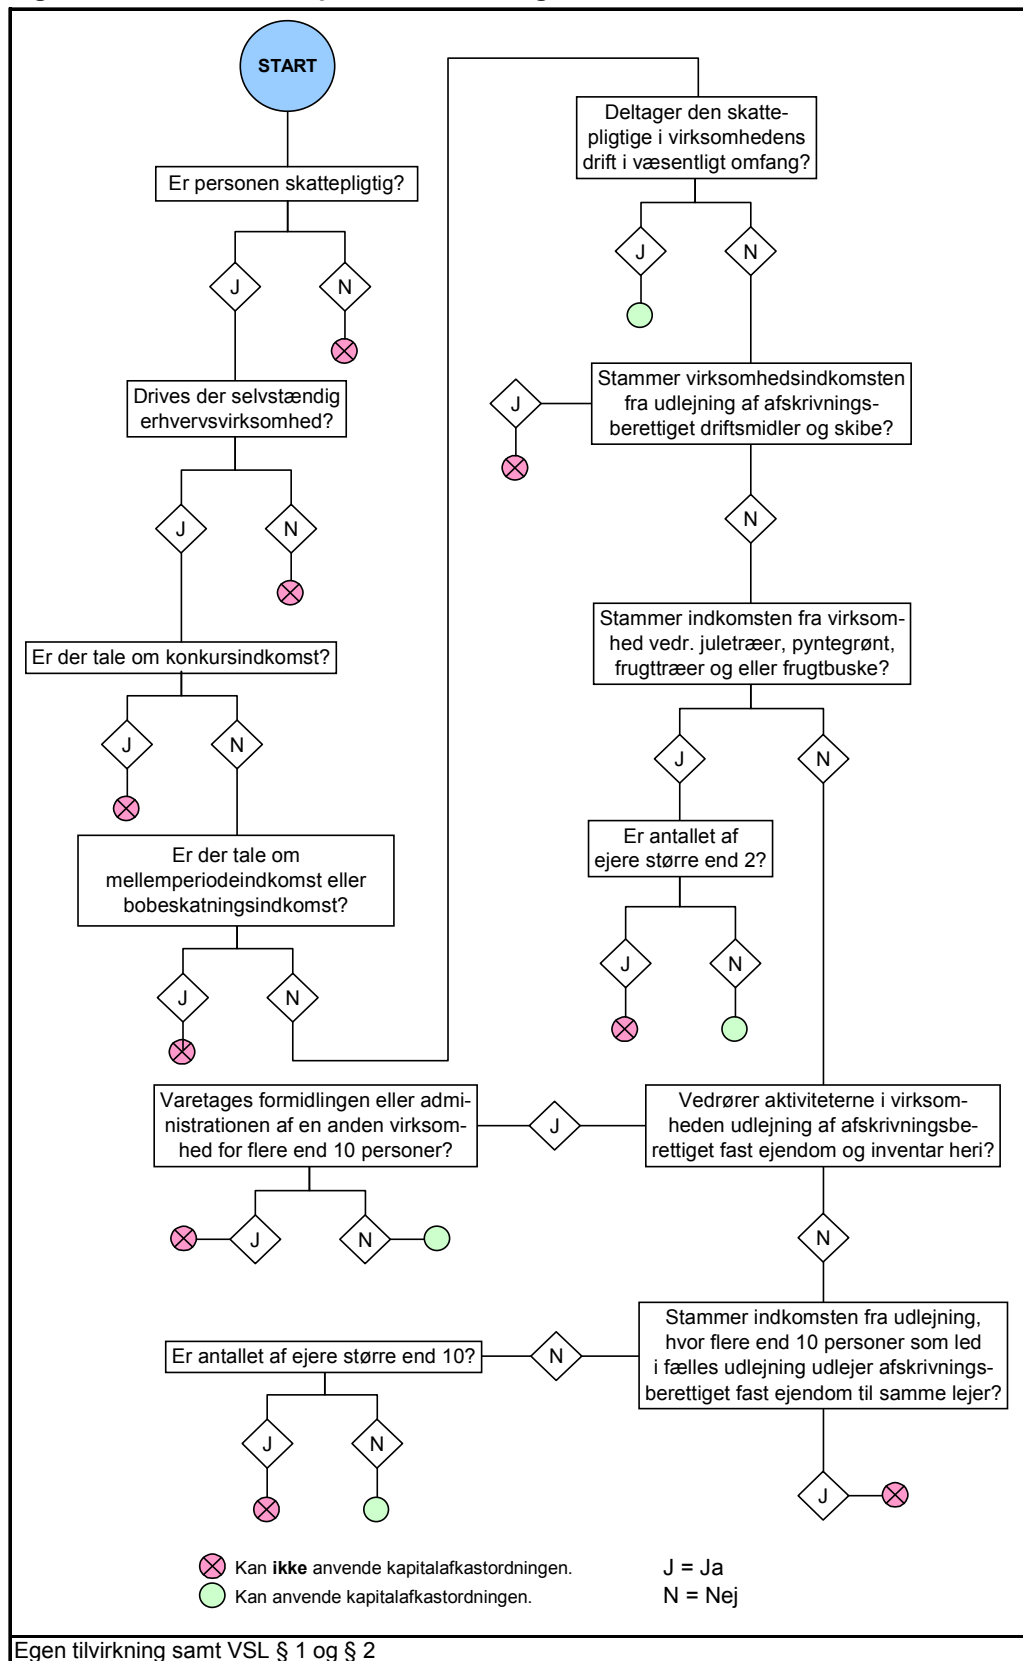 START
Er personen skattepligtig?
J
N
Drives der selvstændig
erhvervsvirksomhed?
J
N
Er der tale om konkursindkomst?
J
N
Er der tale om
mellemperiodeindkomst eller
bobeskatningsindkomst?
J
N
Deltager den skatte-
pligtige i virksomhedens
drift i væsentligt omfang?
J
N
Stammer virksomhedsindkomsten
fra udlejning af afskrivnings-
berettiget driftsmidler og skibe?
J
N
Stammer indkomsten fra virksom-
hed vedr. juletræer, pyntegrønt,
frugttræer og eller frugtbuske?
J
N
Er antallet af
ejere større end 2?
J
N
Vedrører aktiviteterne i virksom-
heden udlejning af afskrivningsbe-
rettiget fast ejendom og inventar heri?
J
Varetages formidlingen eller admi-
nistrationen af en anden virksom-
hed for flere end 10 personer?
J
N
N
Stammer indkomsten fra udlejning,
hvor flere end 10 personer som led
i fælles udlejning udlejer afskrivnings-
berettiget fast ejendom til samme lejer?
N
Er antallet af ejere større end 10?
J
N
J
Kan ikke anvende kapitalafkastordningen.
Kan anvende kapitalafkastordningen.
J = Ja
N = Nej
Egen tilvirkning samt VSL § 1 og § 2